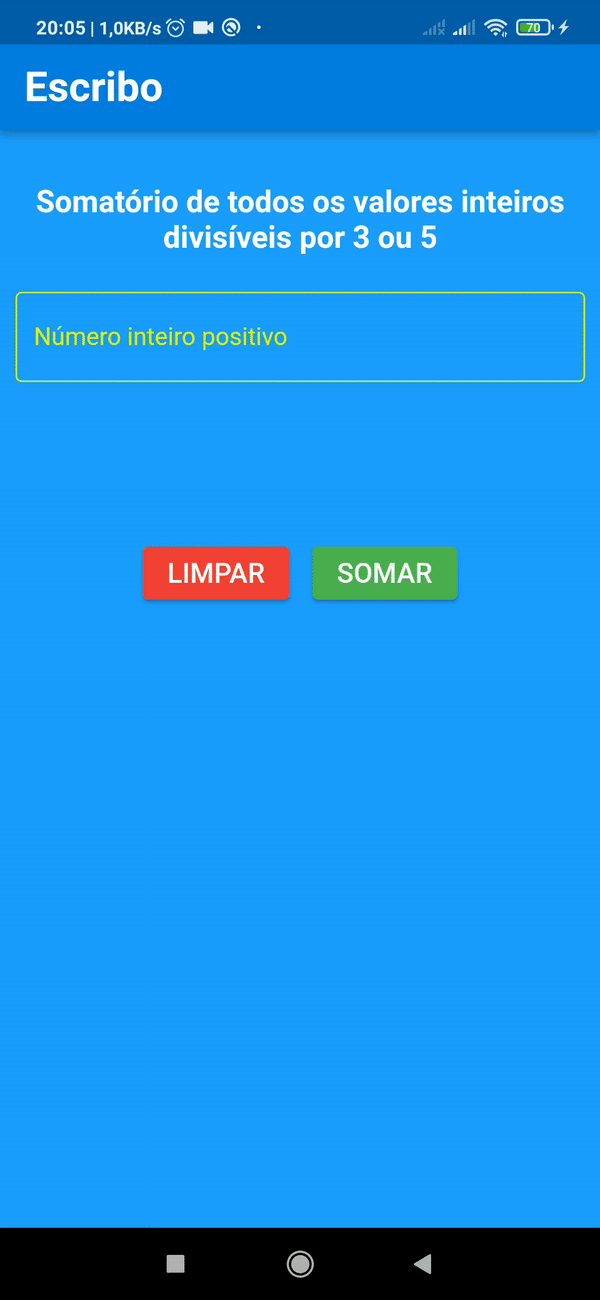 20:05 | 1,0KB/s 70
Escribo
Somatório de todos os valores inteiros
divisíveis por 3 ou 5
Número inteiro positivo
LIMPAR SOMAR